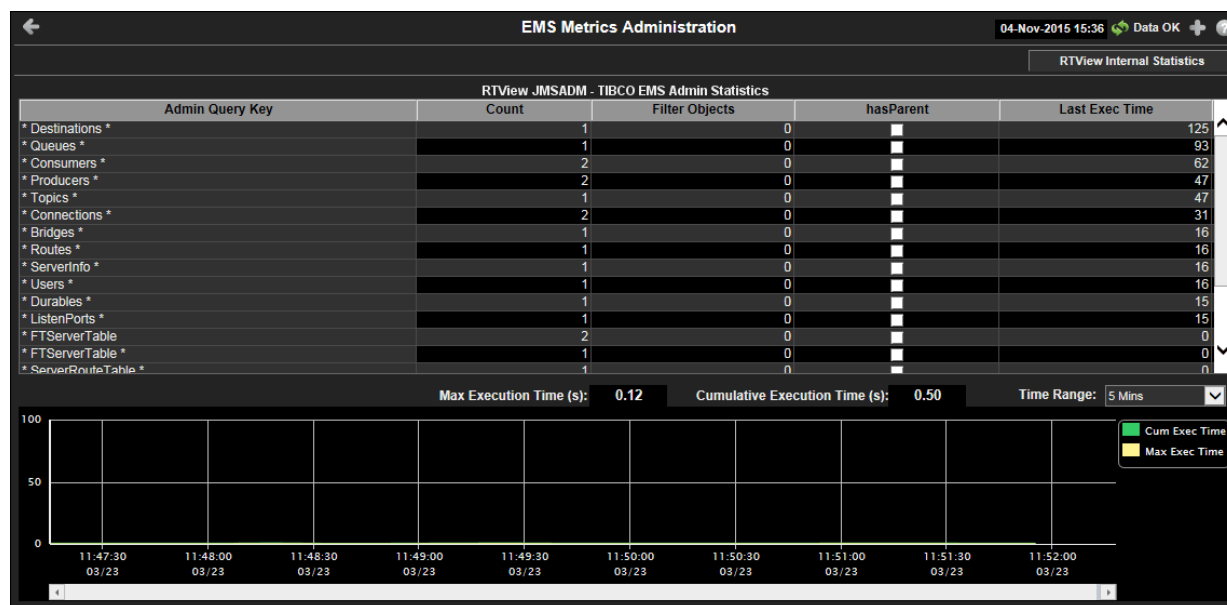 EMS Metrics Administration 04-Nov-2015 15:36 Data OK
RTView Internal Statistics
RTView JMSADM - TIBCO EMS Admin Statistics
Admin Query Key Count Filter Objects hasParent Last Exec Time
* Destinations * 1 0 125
* Queues * 1 0 93
* Consumers * 2 0 62
* Producers * 2 0 47
* Topics * 1 0 47
* Connections * 2 0 31
* Bridges * 1 0 16
* Routes * 1 0 16
* ServerInfo * 1 0 16
* Users * 1 0 16
* Durables * 1 0 15
* ListenPorts * 1 0 15
* FTServerTable 2 0 0
* FTServerTable * 1 0 0
* ServerRouteTable * 1 0 0
Max Execution Time (s): 0.12 Cumulative Execution Time (s): 0.50 Time Range: 5 Mins
100
Cum Exec Time
Max Exec Time
50
0
11:47:30 11:48:00 11:48:30 11:49:00 11:49:30 11:50:00 11:50:30 11:51:00 11:51:30 11:52:00
03/23 03/23 03/23 03/23 03/23 03/23 03/23 03/23 03/23 03/23